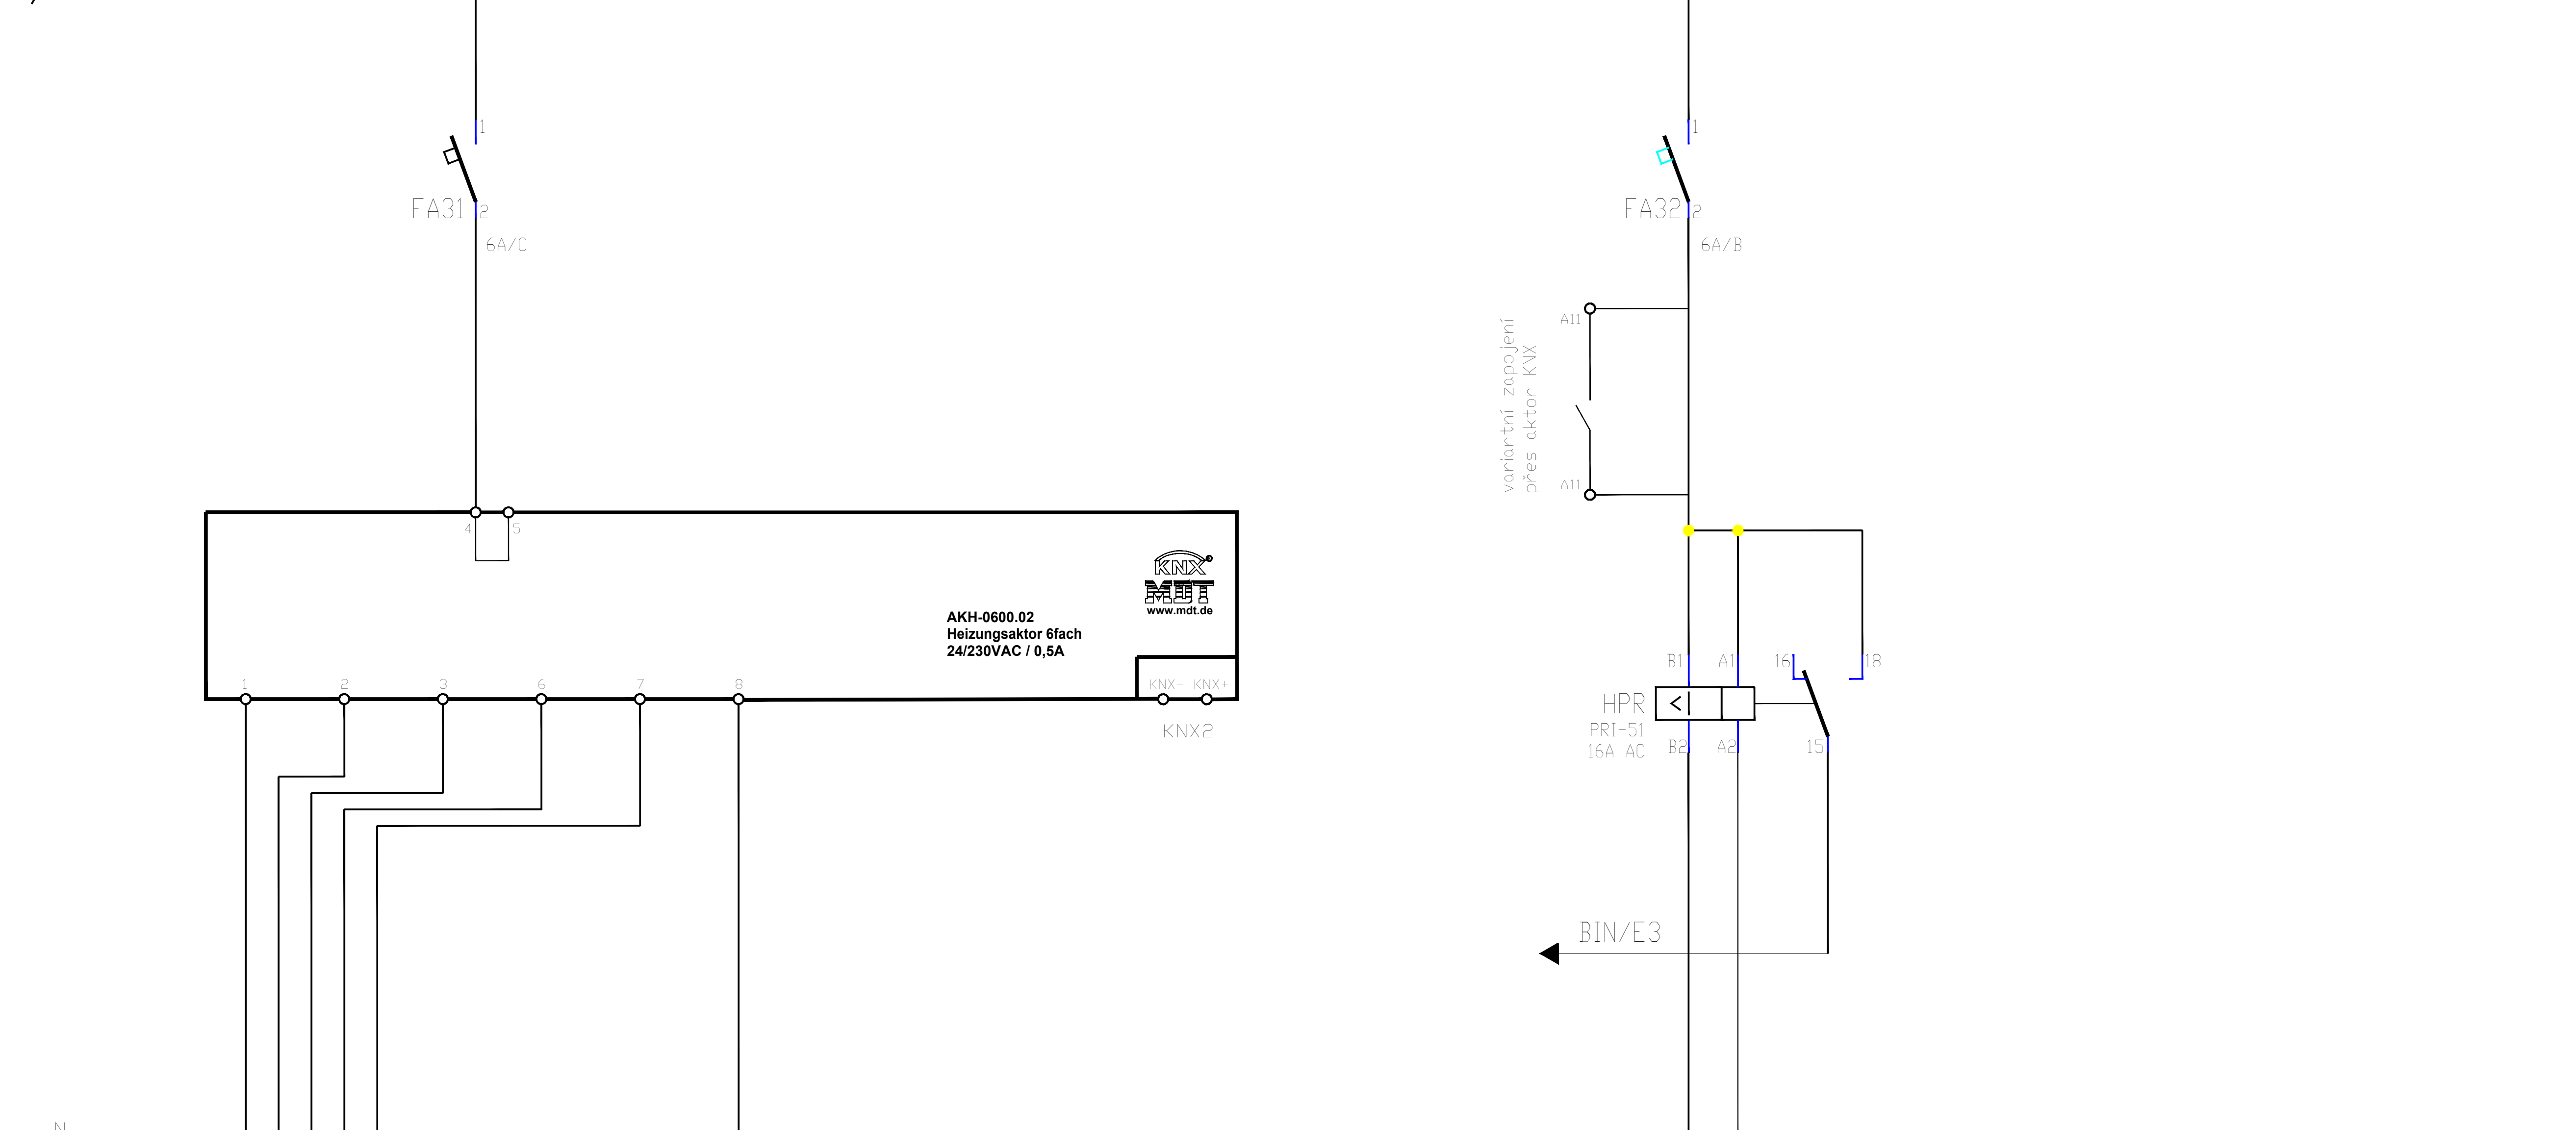 1
FA31 2
6A/C
1
FA32 2
6A/B
A11
variantní zapojení
přes aktor KNX
A11
4 5
KNX
MDT
www.mdt.de
AKH-0600.02
Heizungsaktor 6fach
24/230VAC / 0,5A
1 2 3 6 7 8
KNX- KNX+
KNX2
B1 A1 16 18
HPR
PRI-51
16A AC
B2 A2 15
BIN/E3
N